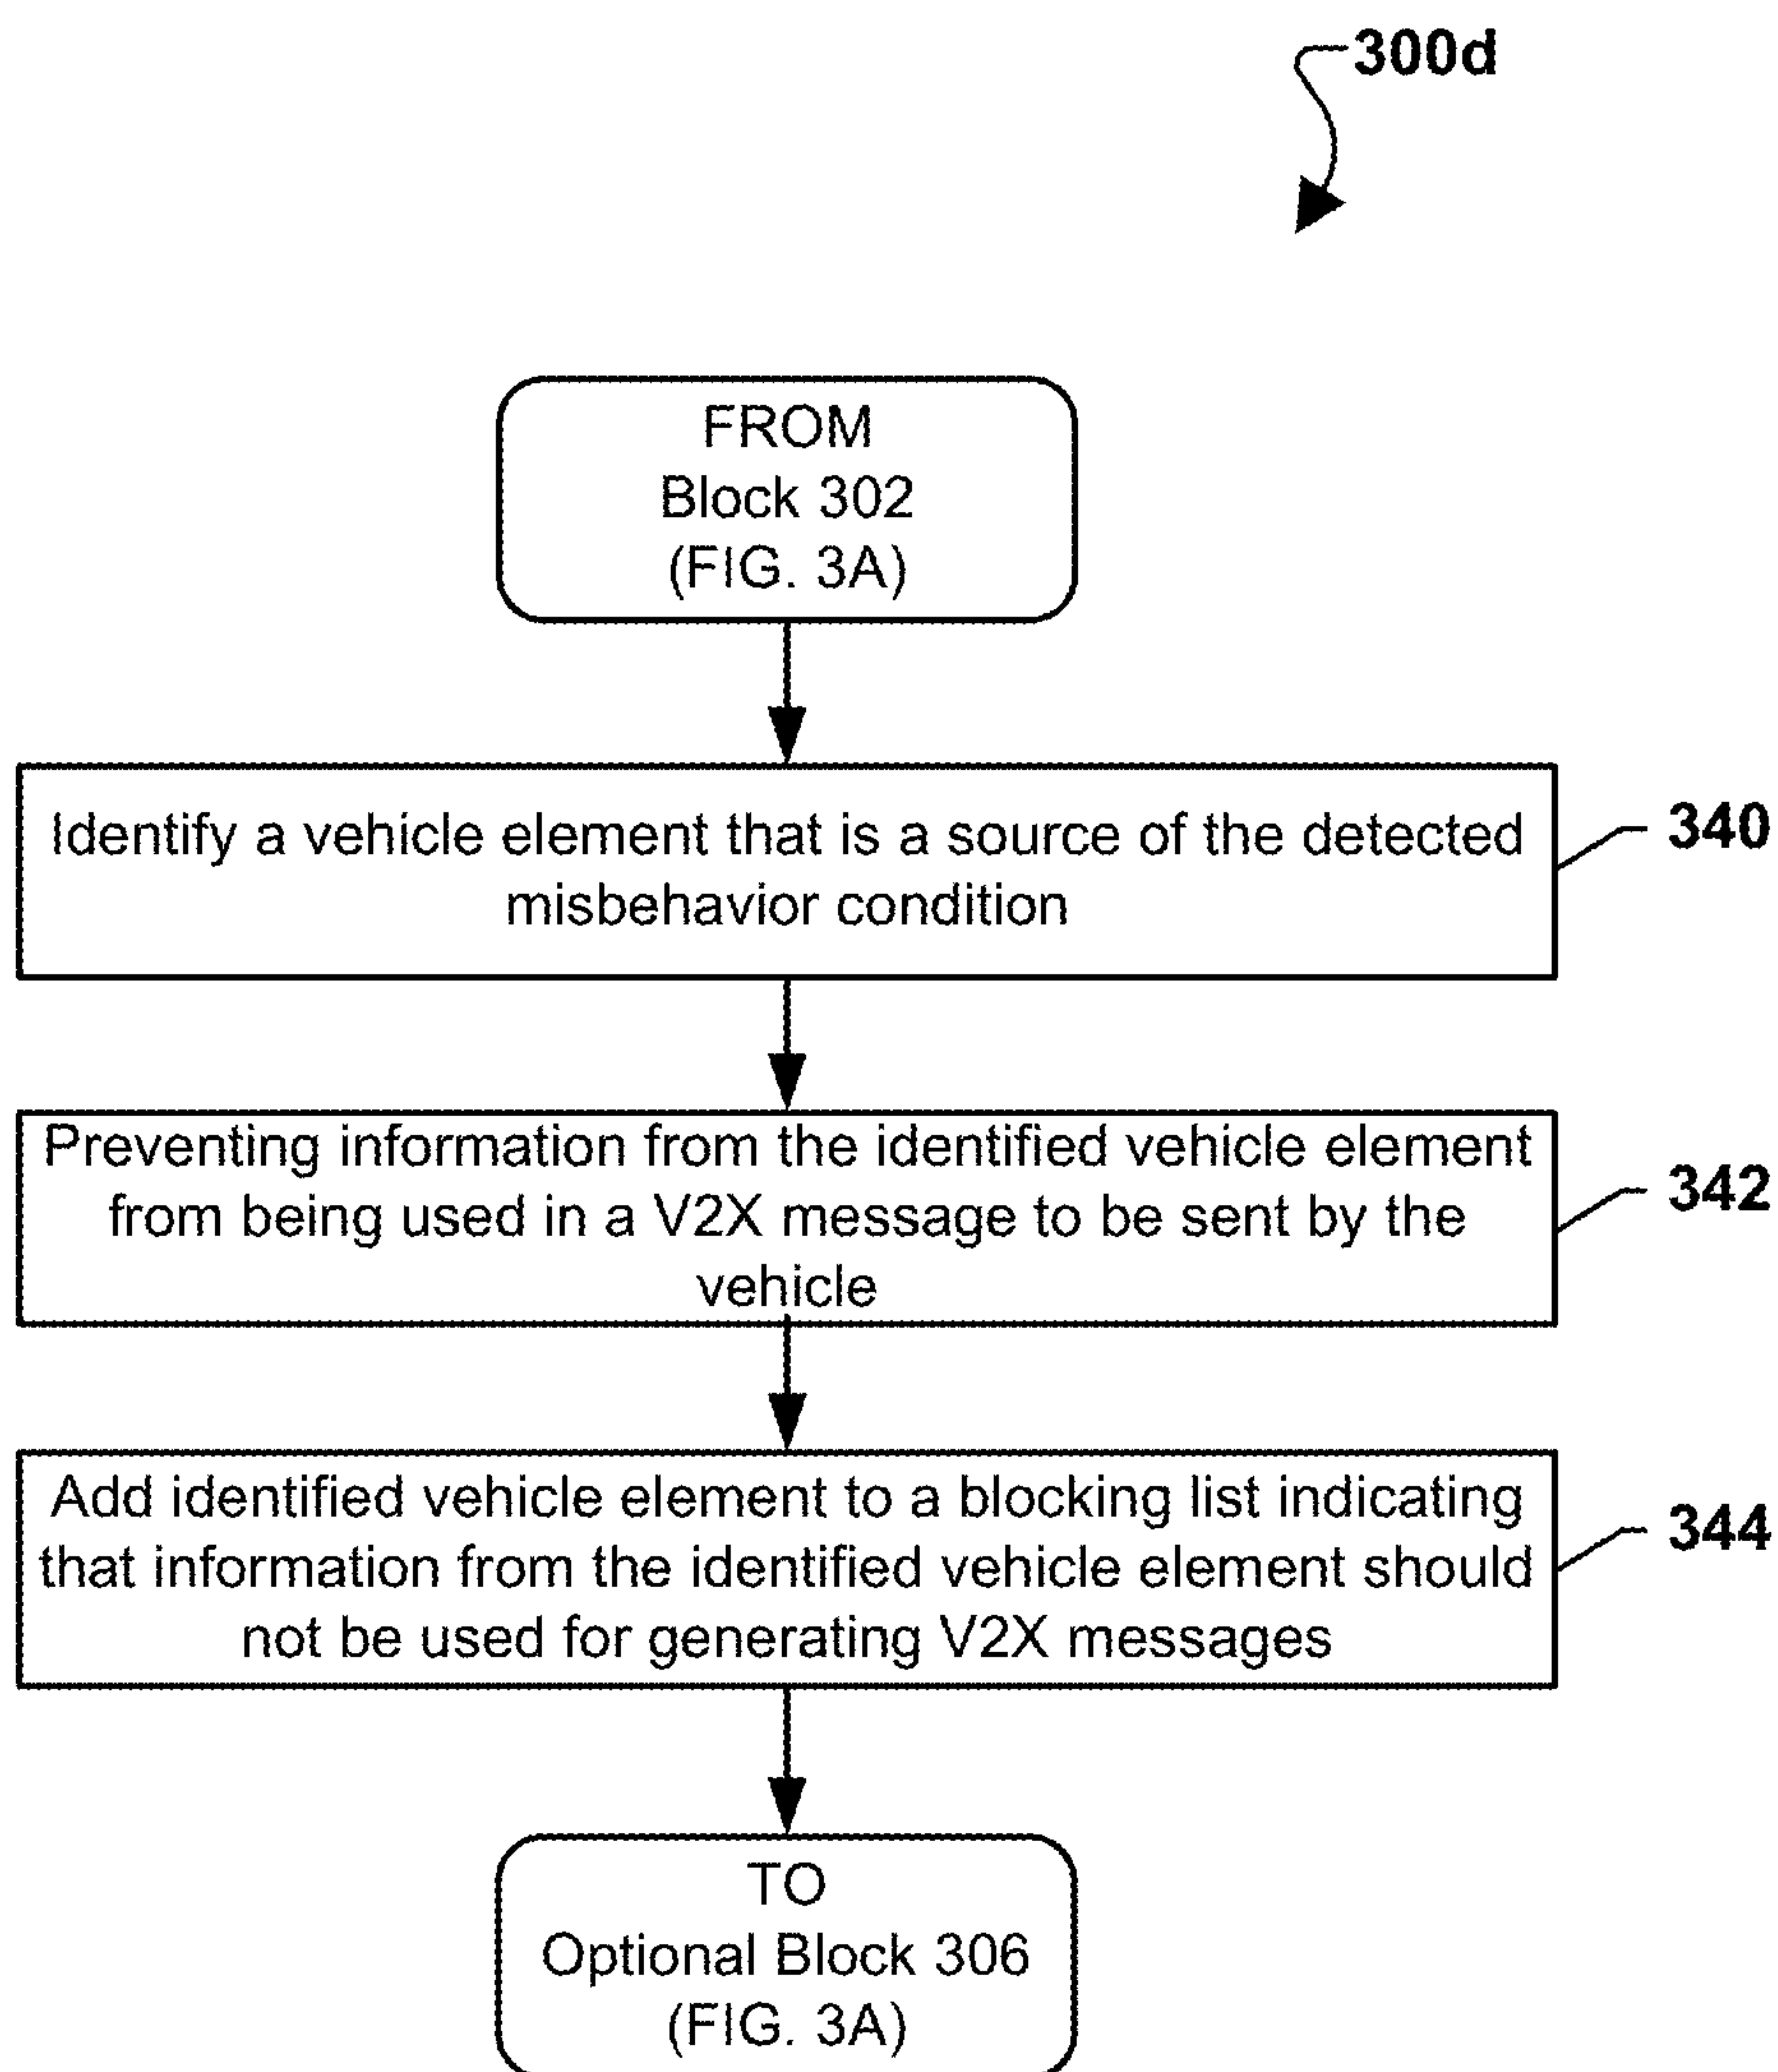 300d
FROM
Block 302
(FIG. 3A)
Identify a vehicle element that is a source of the detected
misbehavior condition
340
Preventing information from the identified vehicle element
from being used in a V2X message to be sent by the
vehicle
342
Add identified vehicle element to a blocking list indicating
that information from the identified vehicle element should
not be used for generating V2X messages
344
TO
Optional Block 306
(FIG. 3A)